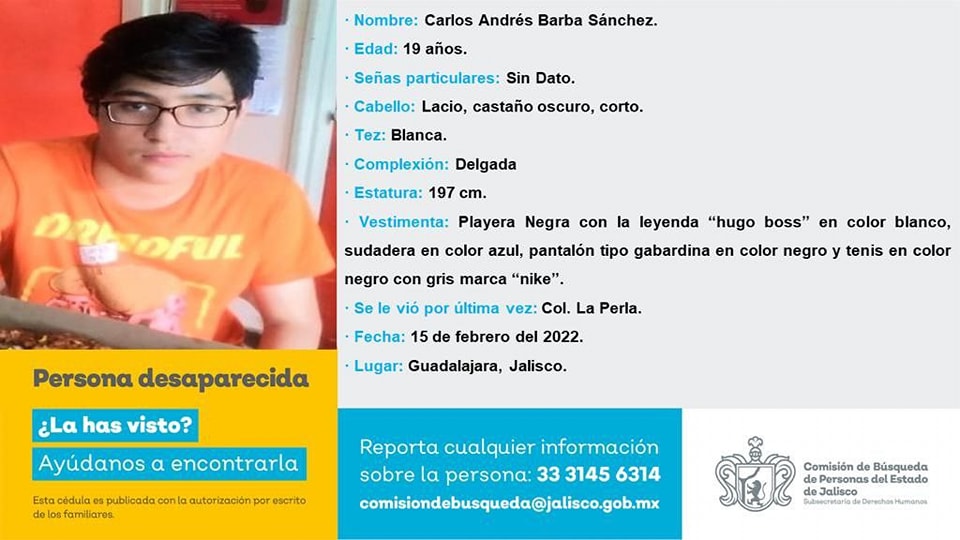 DANDOFUL
· Nombre: Carlos Andrés Barba Sánchez.
· Edad: 19 años.
· Señas particulares: Sin Dato.
· Cabello: Lacio, castaño oscuro, corto.
· Tez: Blanca.
· Complexión: Delgada
· Estatura: 197 cm.
· Vestimenta: Playera Negra con la leyenda “hugo boss” en color blanco,
sudadera en color azul, pantalón tipo gabardina en color negro y tenis en color
negro con gris marca “nike”.
· Se le vió por última vez: Col. La Perla.
· Fecha: 15 de febrero del 2022.
· Lugar: Guadalajara, Jalisco.
Persona desaparecida
¿La has visto?
Ayúdanos a encontrarla
Esta cédula es publicada con la autorización por escrito
de los familiares.
Reporta cualquier información
sobre la persona: 33 3145 6314
comisiondebusqueda@jalisco.gob.mx
Comisión de Búsqueda
de Personas del Estado
de Jalisco
Subsecretaría de Derechos Humanos